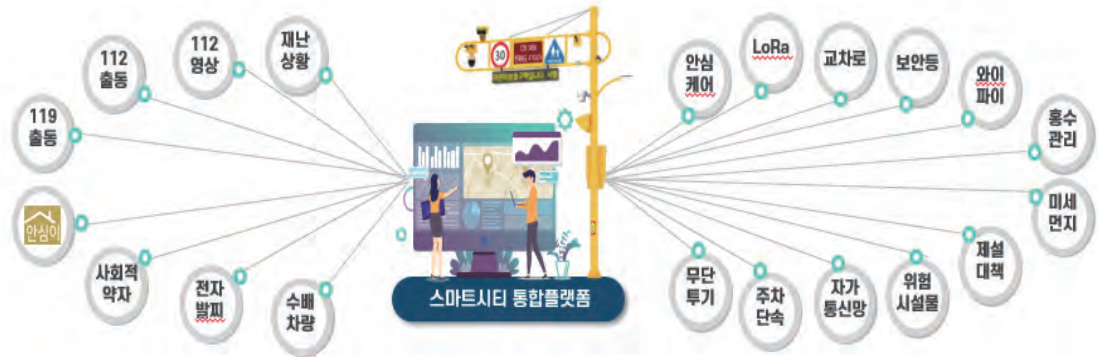 112
출동
112
영상
재난
상황
119
출동
안심이
사회적
약자
전자
발찌
수배
차량
30
스마트시티 통합플랫폼
안심
케어
LoRa
교차로
보안등
와이
파이
홍수
관리
미세
먼지
제설
대책
위험
시설물
자가
통신망
주차
단속
무단
투기